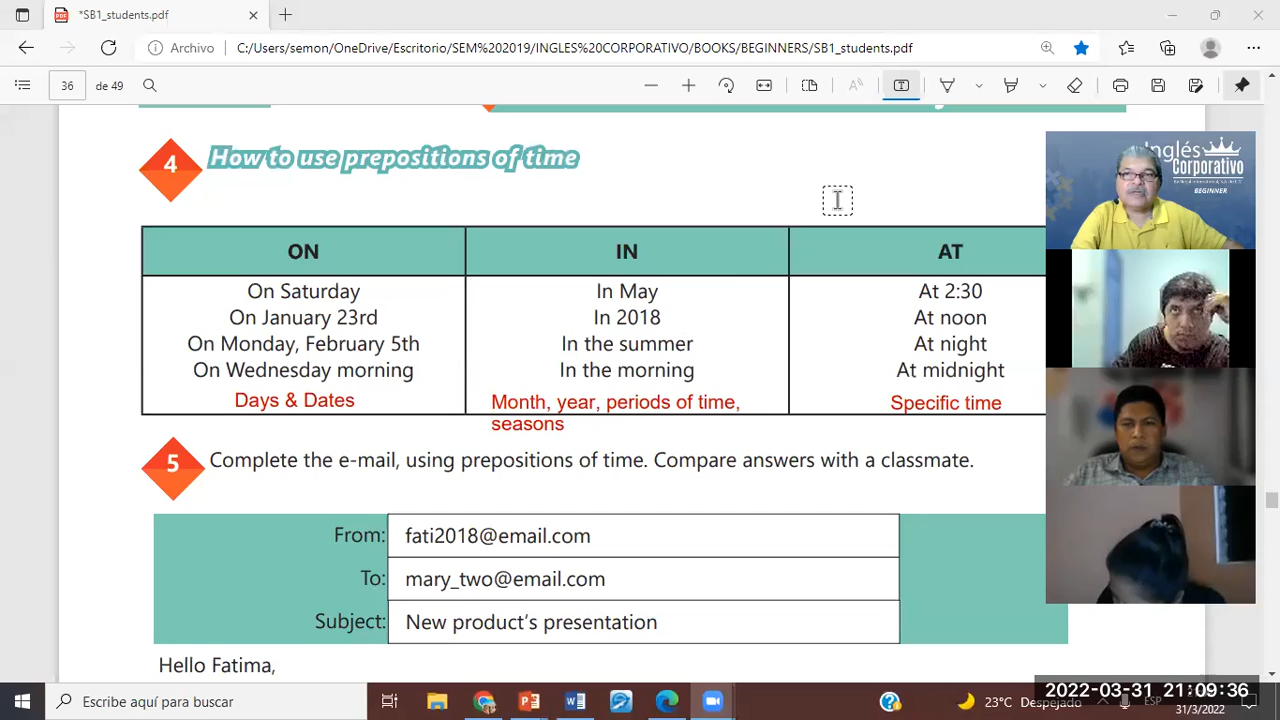 *SB1_students.pdf
Archivo
C:/Users/semon/OneDrive/Escritorio/SEM%202019/INGLES%20CORPORATIVO/BOOKS/BEGINNERS/SB1_students.pdf
36 de 49
4 How to use prepositions of time
ON IN AT
On Saturday In May At 2:30
On January 23rd In 2018 At noon
On Monday, February 5th In the summer At night
On Wednesday morning In the morning At midnight
Days & Dates Month, year, periods of time, Specific time
seasons
5 Complete the e-mail, using prepositions of time. Compare answers with a classmate.
From: fati2018@email.com
To: mary_two@email.com
Subject: New product's presentation
Hello Fatima,
Inglés
Corporativo
BEGINNER
Escribe aquí para buscar
23°C Despejado
ESP
2022-03-31 21:09:36
31/3/2022